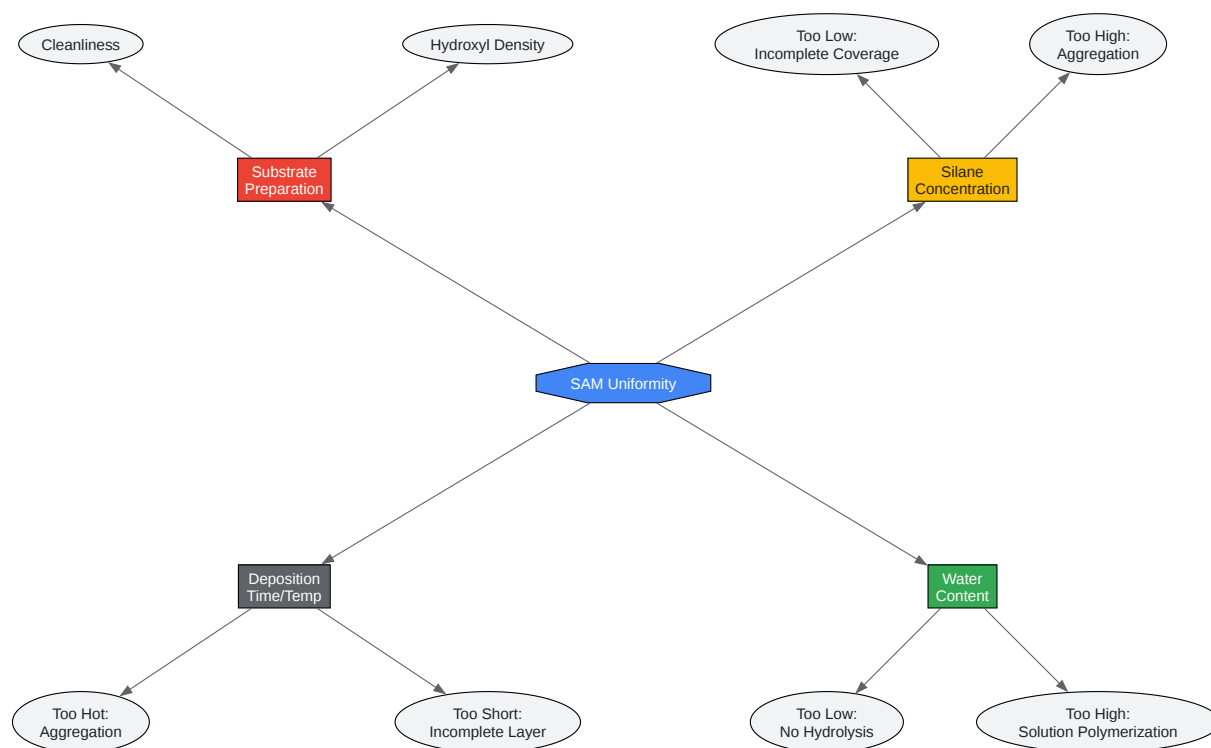 Cleanliness
Hydroxyl Density
Too Low:
Incomplete Coverage
Too High:
Aggregation
Substrate
Preparation
Silane
Concentration
SAM Uniformity
Deposition
Time/Temp
Water
Content
Too Hot:
Aggregation
Too Short:
Incomplete Layer
Too Low:
No Hydrolysis
Too High:
Solution Polymerization